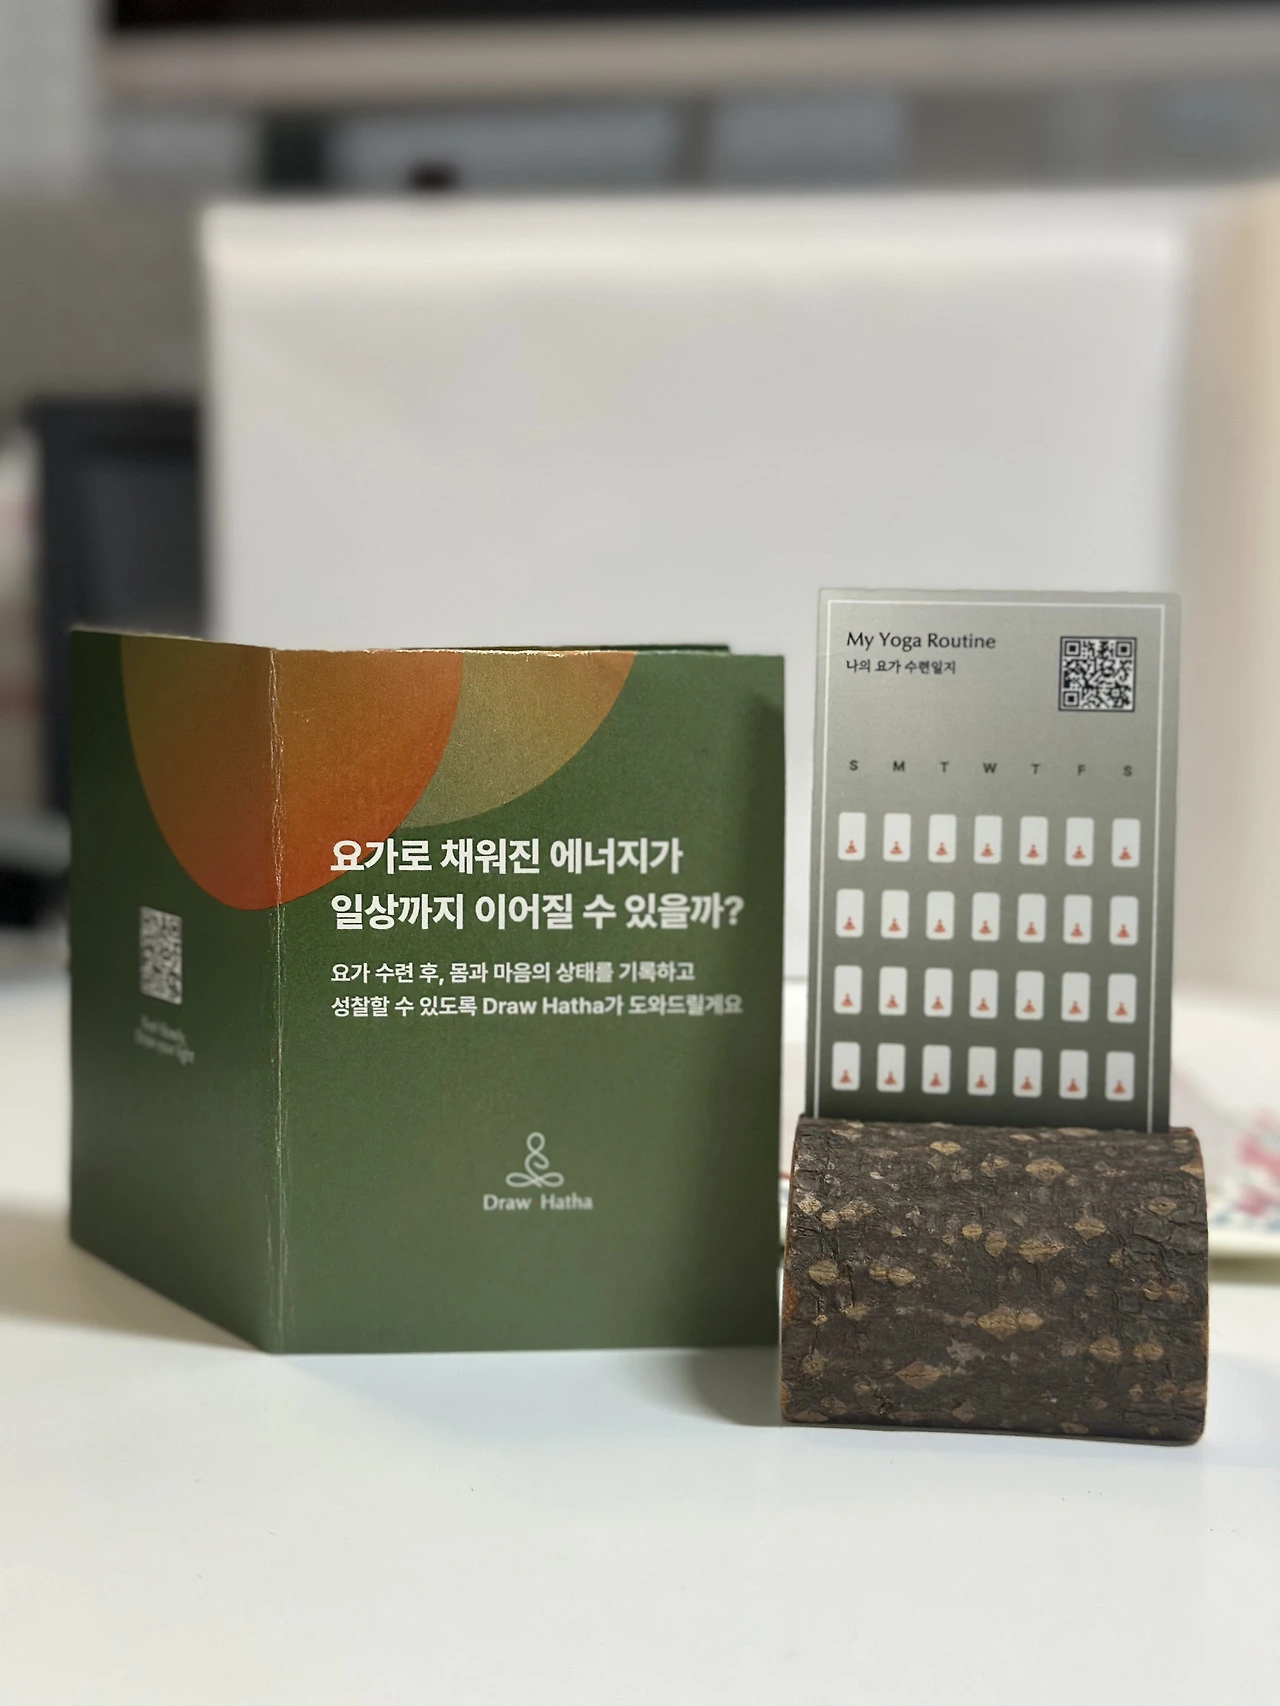 요가로 채워진 에너지가
일상까지 이어질 수 있을까?
요가 수련 후, 몸과 마음의 상태를 기록하고
성찰할 수 있도록 Draw Hatha가 도와드릴게요
Draw Hatha
My Yoga Routine
나의 요가 수련일지
S M T W T F S